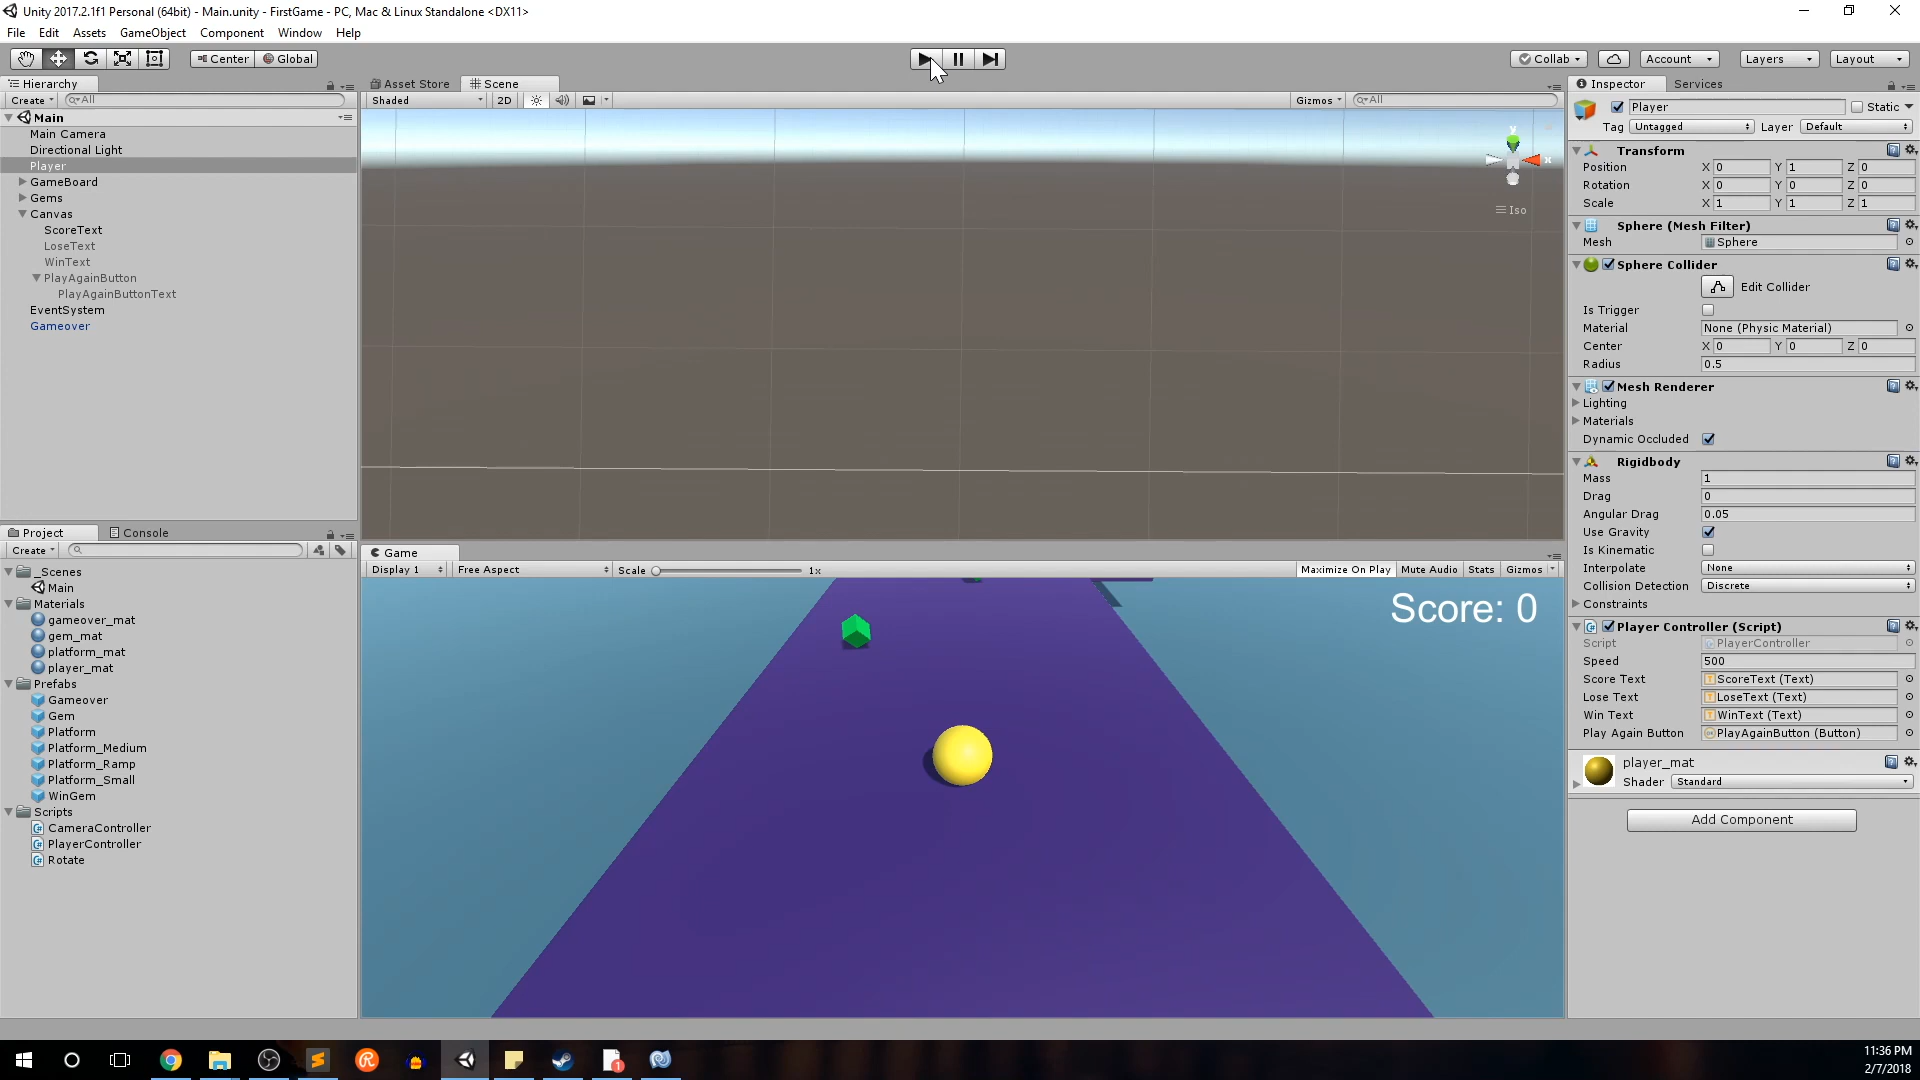 Unity 2017.2.1f1 Personal (64bit) - Main.unity - FirstGame - PC, Mac & Linux Standalone <DX11>
File Edit Assets GameObject Component Window Help
Center Global Collab Account Layers Layout
Hierarchy
Create All
Main
Main Camera
Directional Light
Player
GameBoard
Gems
Canvas
ScoreText
LoseText
WinText
PlayAgainButton
PlayAgainButtonText
EventSystem
Gameover
Project Console
Create
_Scenes
Main
Materials
gameover_mat
gem_mat
platform_mat
player_mat
Prefabs
Gameover
Gem
Platform
Platform_Medium
Platform_Ramp
Platform_Small
WinGem
Scripts
CameraController
PlayerController
Rotate
Asset Store Scene
Shaded 2D Gizmos All
y
x
Iso
Game
Display 1 Free Aspect Scale 1x Maximize On Play Mute Audio Stats Gizmos
Score: 0
Inspector Services
Player Static
Tag Untagged Layer Default
Transform
Position X 0 Y 1 Z 0
Rotation X 0 Y 0 Z 0
Scale X 1 Y 1 Z 1
Sphere (Mesh Filter)
Mesh Sphere
Sphere Collider
Edit Collider
Is Trigger
Material None (Physic Material)
Center X 0 Y 0 Z 0
Radius 0.5
Mesh Renderer
Lighting
Materials
Dynamic Occluded
Rigidbody
Mass 1
Drag 0
Angular Drag 0.05
Use Gravity
Is Kinematic
Interpolate None
Collision Detection Discrete
Constraints
Player Controller (Script)
Script PlayerController
Speed 500
Score Text ScoreText (Text)
Lose Text LoseText (Text)
Win Text WinText (Text)
Play Again Button PlayAgainButton (Button)
player_mat
Shader Standard
Add Component
11:36 PM
2/7/2018